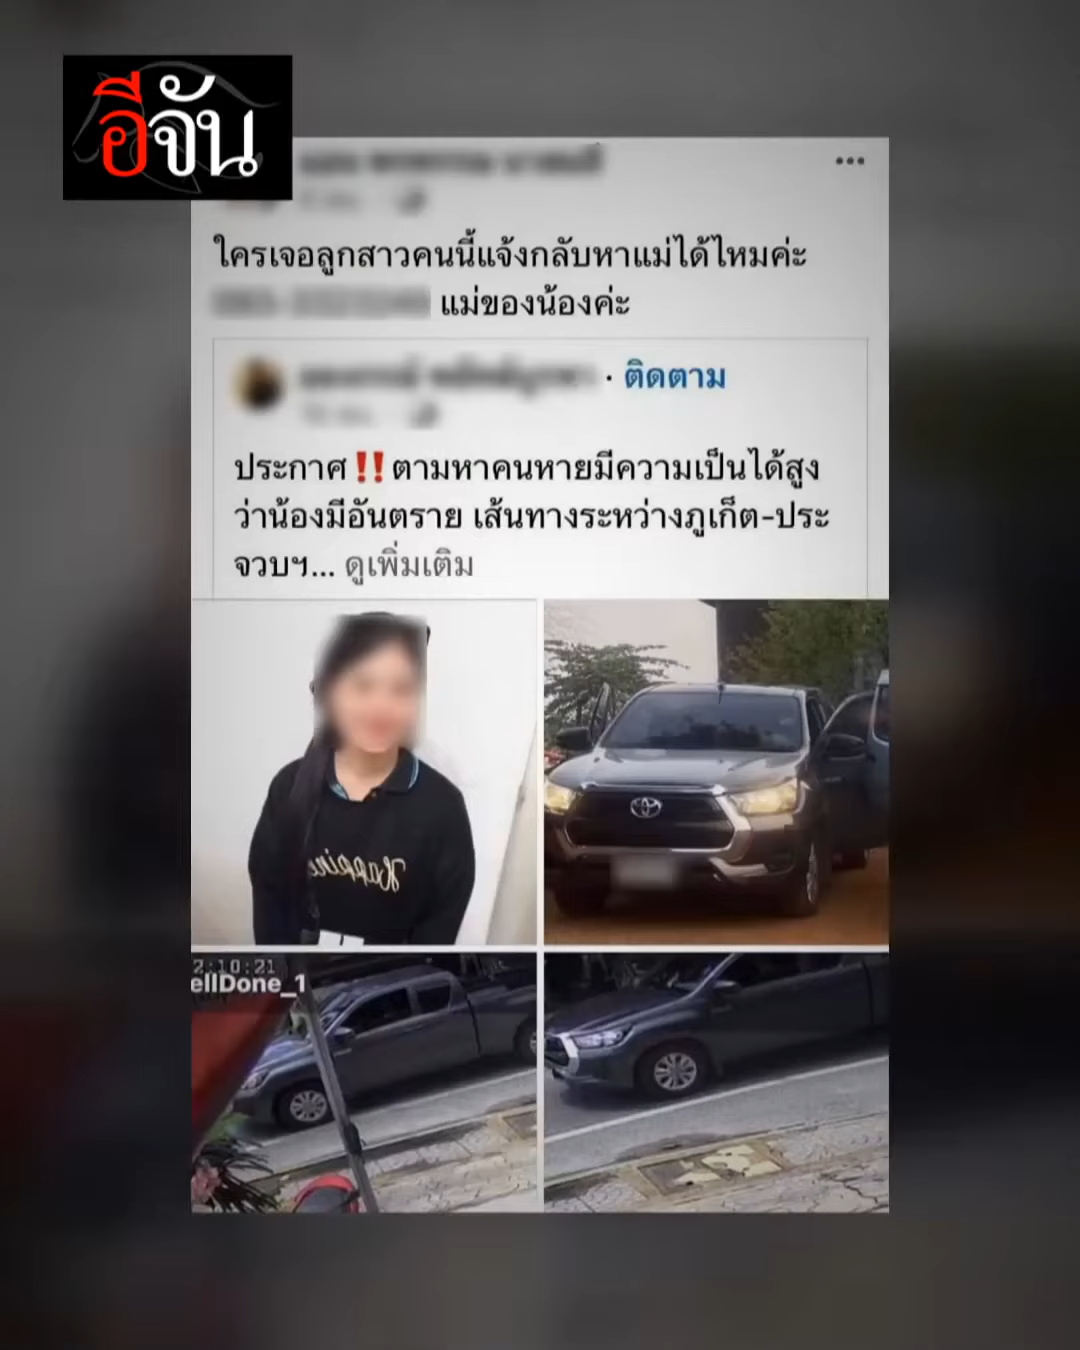 อีจัน
ใครเจอลูกสาวคนนี้แจ้งกลับหาแม่ได้ไหมค่ะ
แม่ของน้องค่ะ
· ติดตาม
ประกาศ‼️ตามหาคนหายมีความเป็นได้สูง
ว่าน้องมีอันตราย เส้นทางระหว่างภูเก็ต-ประ
จวบฯ... ดูเพิ่มเติม
2:10:21
ellDone_1